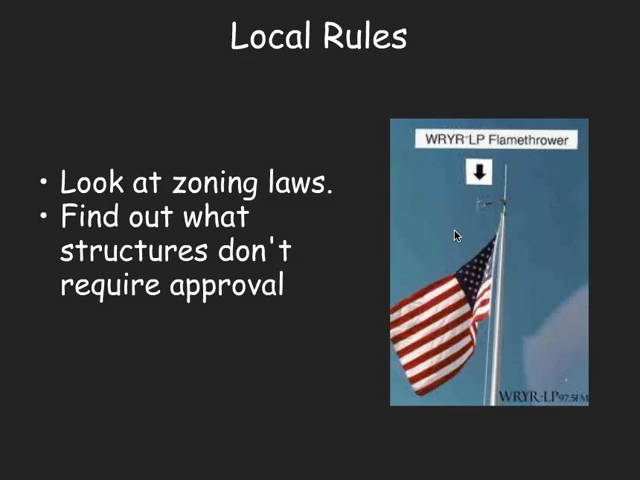 Local Rules
• Look at zoning laws.
• Find out what
structures don't
require approval
WRYR-LP Flamethrower
WRYR-LP 97.5FM